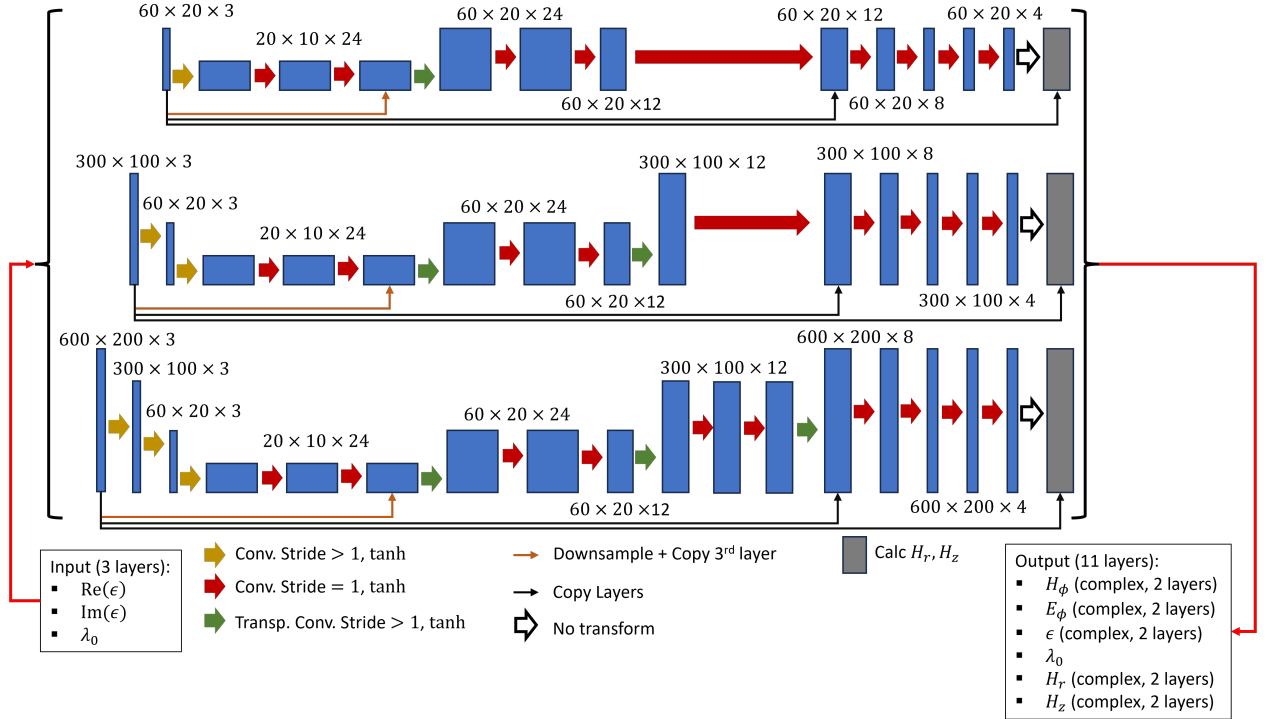 60 × 20 × 3
20 × 10 × 24
60 × 20 × 24
60 × 20 ×12
60 × 20 × 12
60 × 20 × 8
60 × 20 × 4
300 × 100 × 3
60 × 20 × 3
20 × 10 × 24
60 × 20 × 24
60 × 20 ×12
300 × 100 × 12
300 × 100 × 8
300 × 100 × 4
600 × 200 × 3
300 × 100 × 3
60 × 20 × 3
20 × 10 × 24
60 × 20 × 24
60 × 20 ×12
300 × 100 × 12
600 × 200 × 8
600 × 200 × 4
Input (3 layers):
▪ Re(ϵ)
▪ Im(ϵ)
▪ λ₀
Conv. Stride > 1, tanh
Conv. Stride = 1, tanh
Transp. Conv. Stride > 1, tanh
Downsample + Copy 3rd layer
Copy Layers
No transform
Calc H_r, H_z
Output (11 layers):
▪ H_ϕ (complex, 2 layers)
▪ E_ϕ (complex, 2 layers)
▪ ϵ (complex, 2 layers)
▪ λ₀
▪ H_r (complex, 2 layers)
▪ H_z (complex, 2 layers)